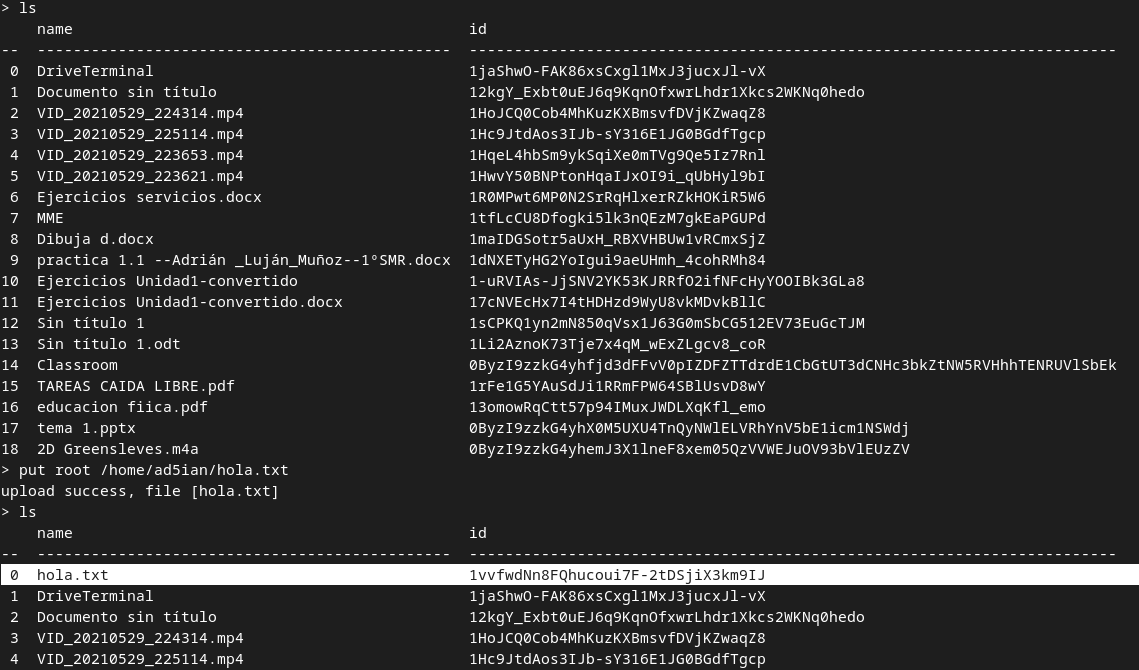 > ls
name id
-- ---------------------------------------------- ------------------------------------------------------------------------
0 DriveTerminal 1jaShwO-FAK86xsCxgl1MxJ3jucxJl-vX
1 Documento sin título 12kgY_Exbt0uEJ6q9KqnOfxwrLhdr1Xkcs2WKNq0hedo
2 VID_20210529_224314.mp4 1HoJCQ0Cob4MhKuzKXBmsvfDVjKZwaqZ8
3 VID_20210529_225114.mp4 1Hc9JtdAos3IJb-sY316E1JG0BGdfTgcp
4 VID_20210529_223653.mp4 1HqeL4hbSm9ykSqiXe0mTVg9Qe5Iz7Rnl
5 VID_20210529_223621.mp4 1HwvY50BNPtonHqaIJxOI9i_qUbHyl9bI
6 Ejercicios servicios.docx 1R0MPwt6MP0N2SrRqHlxerRZkHOKiR5W6
7 MME 1tfLcCU8Dfogki5lk3nQEzM7gkEaPGUPd
8 Dibuja d.docx 1maIDGSotr5aUxH_RBXVHBUw1vRCmxSjZ
9 practica 1.1 --Adrián _Luján_Muñoz--1°SMR.docx 1dNXETyHG2YoIgui9aeUHmh_4cohRMh84
10 Ejercicios Unidad1-convertido 1-uRVIAs-JjSNV2YK53KJRRfO2ifNFcHyYOOIBk3GLa8
11 Ejercicios Unidad1-convertido.docx 17cNVEcHx7I4tHDHzd9WyU8vkMDvkBllC
12 Sin título 1 1sCPKQ1yn2mN850qVsx1J63G0mSbCG512EV73EuGcTJM
13 Sin título 1.odt 1Li2AznoK73Tje7x4qM_wExZLgcv8_coR
14 Classroom 0ByzI9zzkG4yhfjd3dFFvV0pIZDFZTTdrdE1CbGtUT3dCNHc3bkZtNW5RVHhhTENRUVlSbEk
15 TAREAS CAIDA LIBRE.pdf 1rFe1G5YAuSdJi1RRmFPW64SBlUsvD8wY
16 educacion fiica.pdf 13omowRqCtt57p94IMuxJWDLXqKfl_emo
17 tema 1.pptx 0ByzI9zzkG4yhX0M5UXU4TnQyNWlELVRhYnV5bE1icm1NSWdj
18 2D Greensleves.m4a 0ByzI9zzkG4yhemJ3X1lneF8xem05QzVVWEJuOV93bVlEUzZV
> put root /home/ad5ian/hola.txt
upload success, file [hola.txt]
> ls
name id
-- ---------------------------------------------- ------------------------------------------------------------------------
0 hola.txt 1vvfwdNn8FQhucoui7F-2tDSjiX3km9IJ
1 DriveTerminal 1jaShwO-FAK86xsCxgl1MxJ3jucxJl-vX
2 Documento sin título 12kgY_Exbt0uEJ6q9KqnOfxwrLhdr1Xkcs2WKNq0hedo
3 VID_20210529_224314.mp4 1HoJCQ0Cob4MhKuzKXBmsvfDVjKZwaqZ8
4 VID_20210529_225114.mp4 1Hc9JtdAos3IJb-sY316E1JG0BGdfTgcp